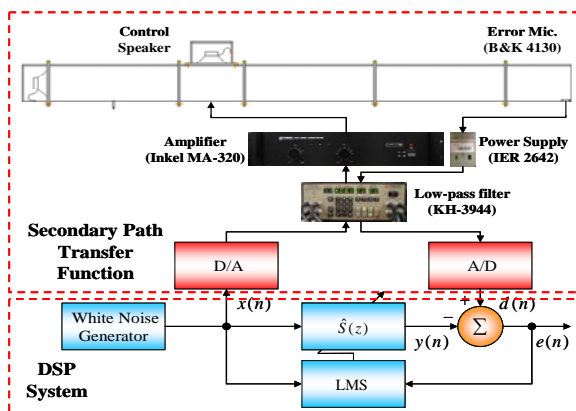 Control
Speaker
Error Mic.
(B&K 4130)
Amplifier
(Inkel MA-320)
Power Supply
(IER 2642)
Low-pass filter
(KH-3944)
Secondary Path
Transfer
Function
D/A
A/D
x(n)
d(n)
+
White Noise
Generator
Ŝ(z)
−
Σ
y(n)
e(n)
LMS
DSP
System